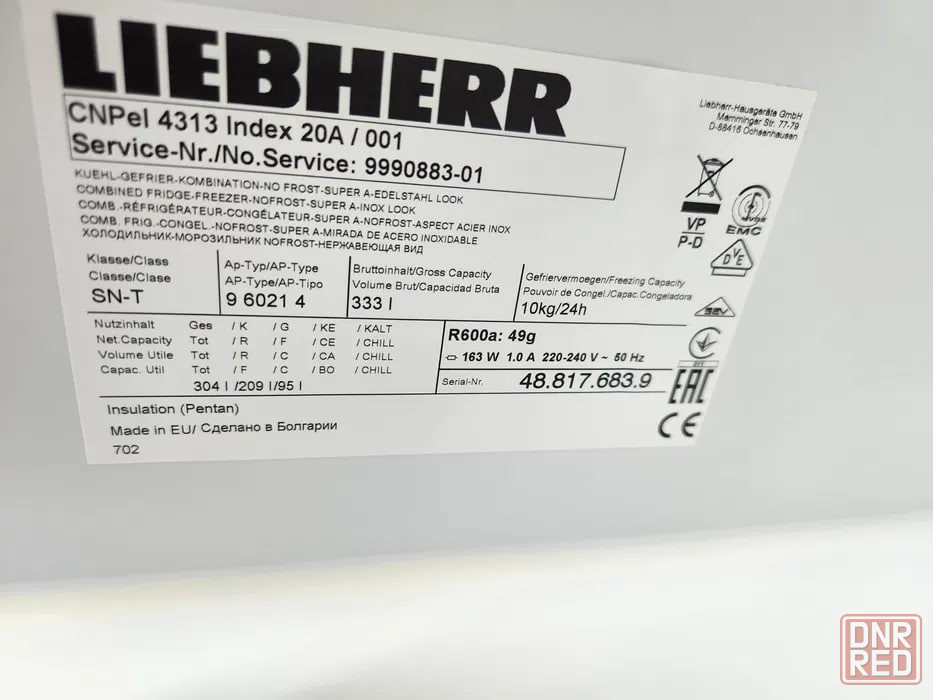 LIEBHERR
CNPel 4313 Index 20A / 001
Service-Nr./No.Service: 9990883-01
KUEHL-GEFRIER-KOMBINATION-NO FROST-SUPER A-EDELSTAHL LOOK
COMBINED FRIDGE-FREEZER-NOFROST-SUPER A-INOX LOOK
COMB.-RÉFRIGÉRATEUR-CONGÉLATEUR-SUPER A-NOFROST-ASPECT ACIER INOX
COMB. FRIG.-CONGEL.-NOFROST-SUPER A-MIRADA DE ACERO INOXIDABLE
ХОЛОДИЛЬНИК-МОРОЗИЛЬНИК NOFROST-НЕРЖАВЕЮЩАЯ ВИД
Liebherr-Hausgeräte GmbH
Memminger Str. 77-79
D-88416 Ochsenhausen
VP
P-D
EMC
DVE
SEV
Klasse/Class
Classe/Clase
SN-T
Ap-Typ/AP-Type
AP-Type/AP-Tipo
9 6021 4
Bruttoinhalt/Gross Capacity
Volume Brut/Capacidad Bruta
333 l
Gefriervermoegen/Freezing Capacity
Pouvoir de Congel./Capac.Congeladora
10kg/24h
Nutzinhalt Ges / K / G / KE / KALT
Net.Capacity Tot / R / F / CE / CHILL
Volume Utile Tot / R / C / CA / CHILL
Capac. Util Tot / F / C / BO / CHILL
304 l /209 l/95 l
R600a: 49g
163 W 1.0 A 220-240 V ~ 50 Hz
Serial-Nr. 48.817.683.9
EAC
CE
Insulation (Pentan)
Made in EU/ Сделано в Болгарии
702
DNR
RED